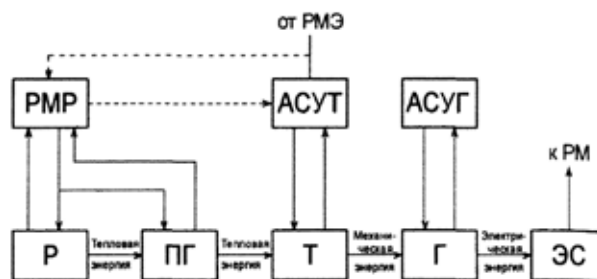 от РМЭ
РМР
АСУТ
АСУГ
к РМ
Р
Тепловая
энергия
ПГ
Тепловая
энергия
Т
Механи-
ческая
энергия
Г
Электри-
ческая
энергия
ЭС